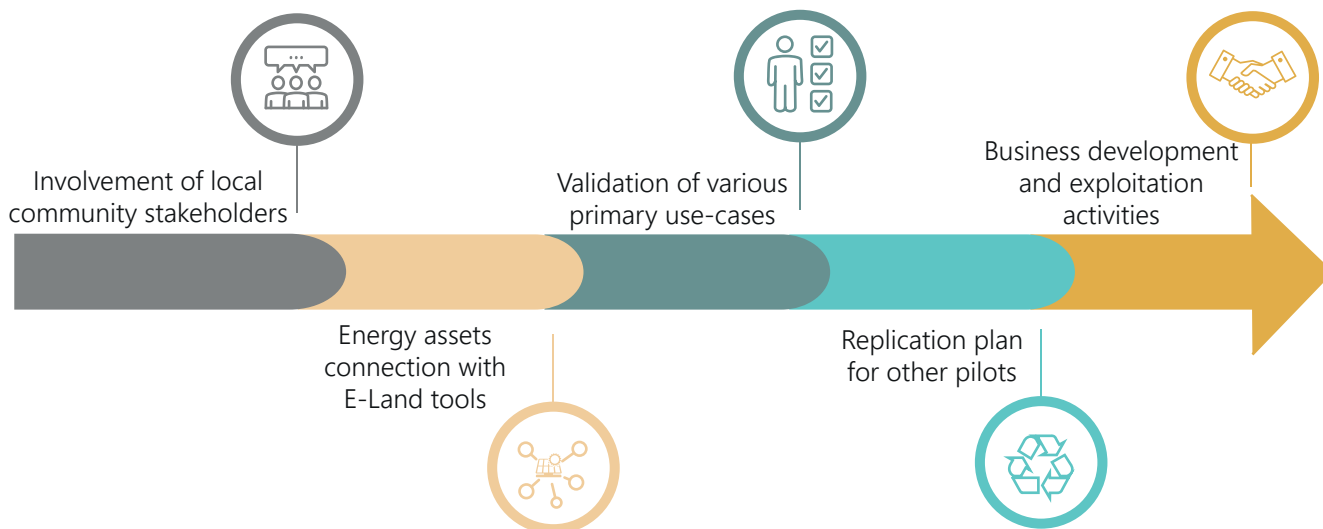 Involvement of local
community stakeholders
Energy assets
connection with
E-Land tools
Validation of various
primary use-cases
Replication plan
for other pilots
Business development
and exploitation
activities